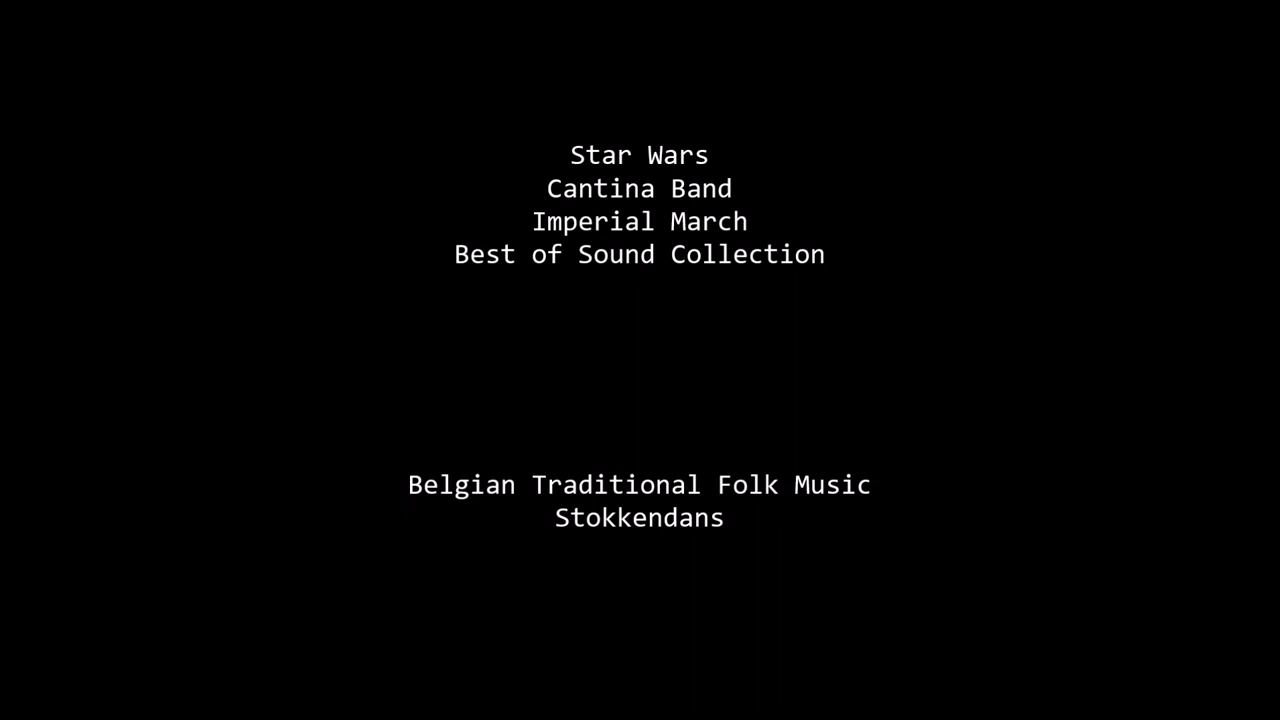 Star Wars
Cantina Band
Imperial March
Best of Sound Collection
Belgian Traditional Folk Music
Stokkendans